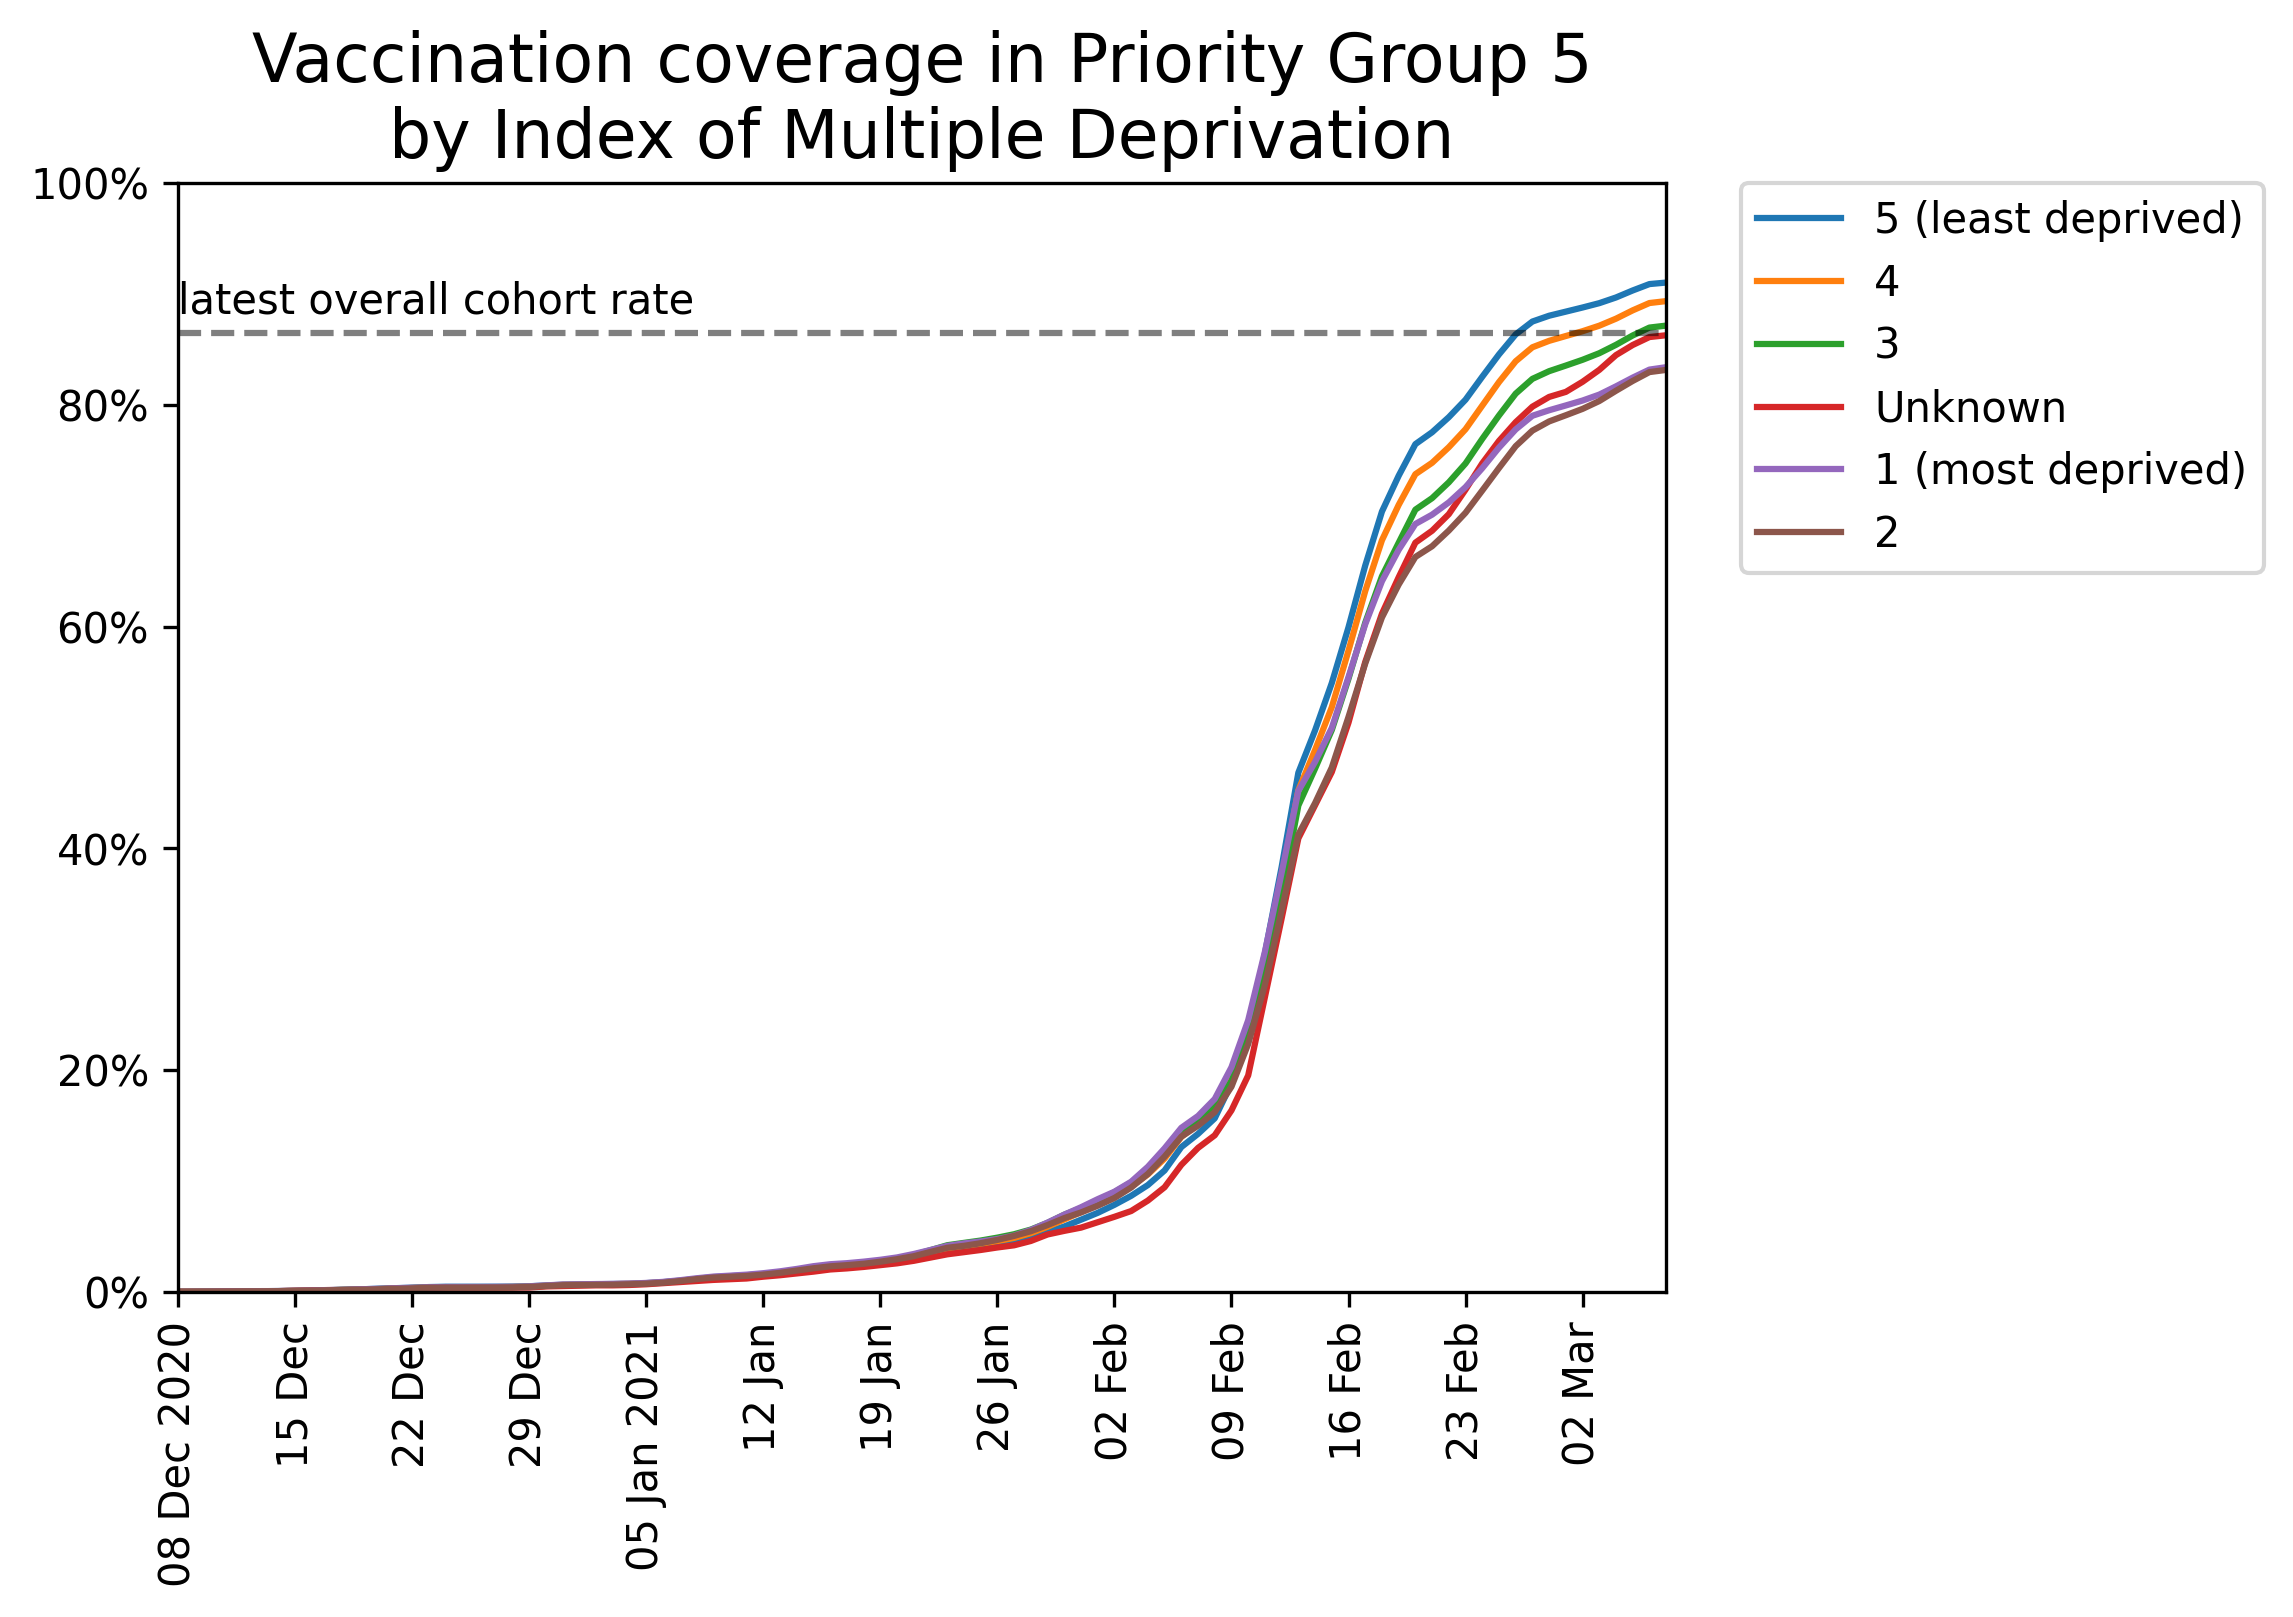 Vaccination coverage in Priority Group 5
by Index of Multiple Deprivation
100%
80%
60%
40%
20%
0%
latest overall cohort rate
08 Dec 2020
15 Dec
22 Dec
29 Dec
05 Jan 2021
12 Jan
19 Jan
26 Jan
02 Feb
09 Feb
16 Feb
23 Feb
02 Mar
5 (least deprived)
4
3
Unknown
1 (most deprived)
2